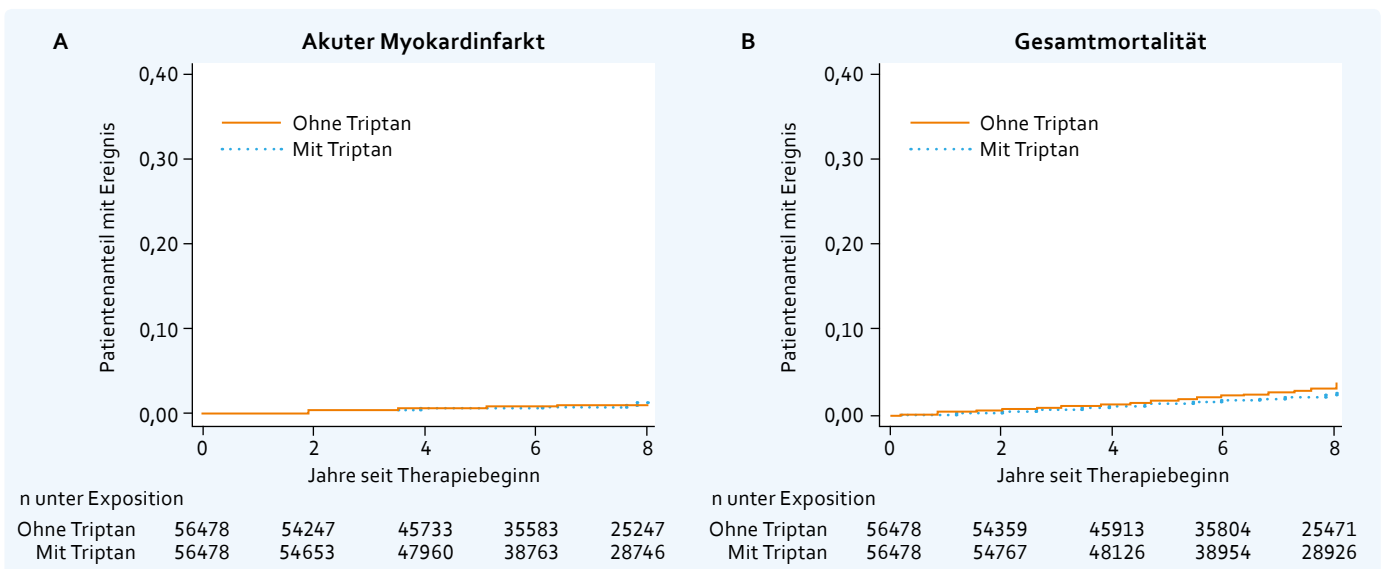 A Akuter Myokardinfarkt
0,40
0,30
0,20
0,10
0,00
Patientenanteil mit Ereignis
Ohne Triptan
Mit Triptan
0 2 4 6 8
Jahre seit Therapiebeginn
n unter Exposition
Ohne Triptan 56478 54247 45733 35583 25247
Mit Triptan 56478 54653 47960 38763 28746
B Gesamtmortalität
0,40
0,30
0,20
0,10
0,00
Patientenanteil mit Ereignis
Ohne Triptan
Mit Triptan
0 2 4 6 8
Jahre seit Therapiebeginn
n unter Exposition
Ohne Triptan 56478 54359 45913 35804 25471
Mit Triptan 56478 54767 48126 38954 28926